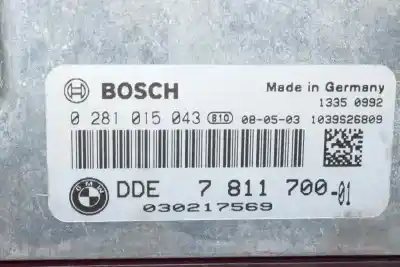 BOSCH
Made in Germany
1335 0992
0 281 015 043 810 08-05-03 1039S26809
BMW DDE 7 811 700-01
030217569